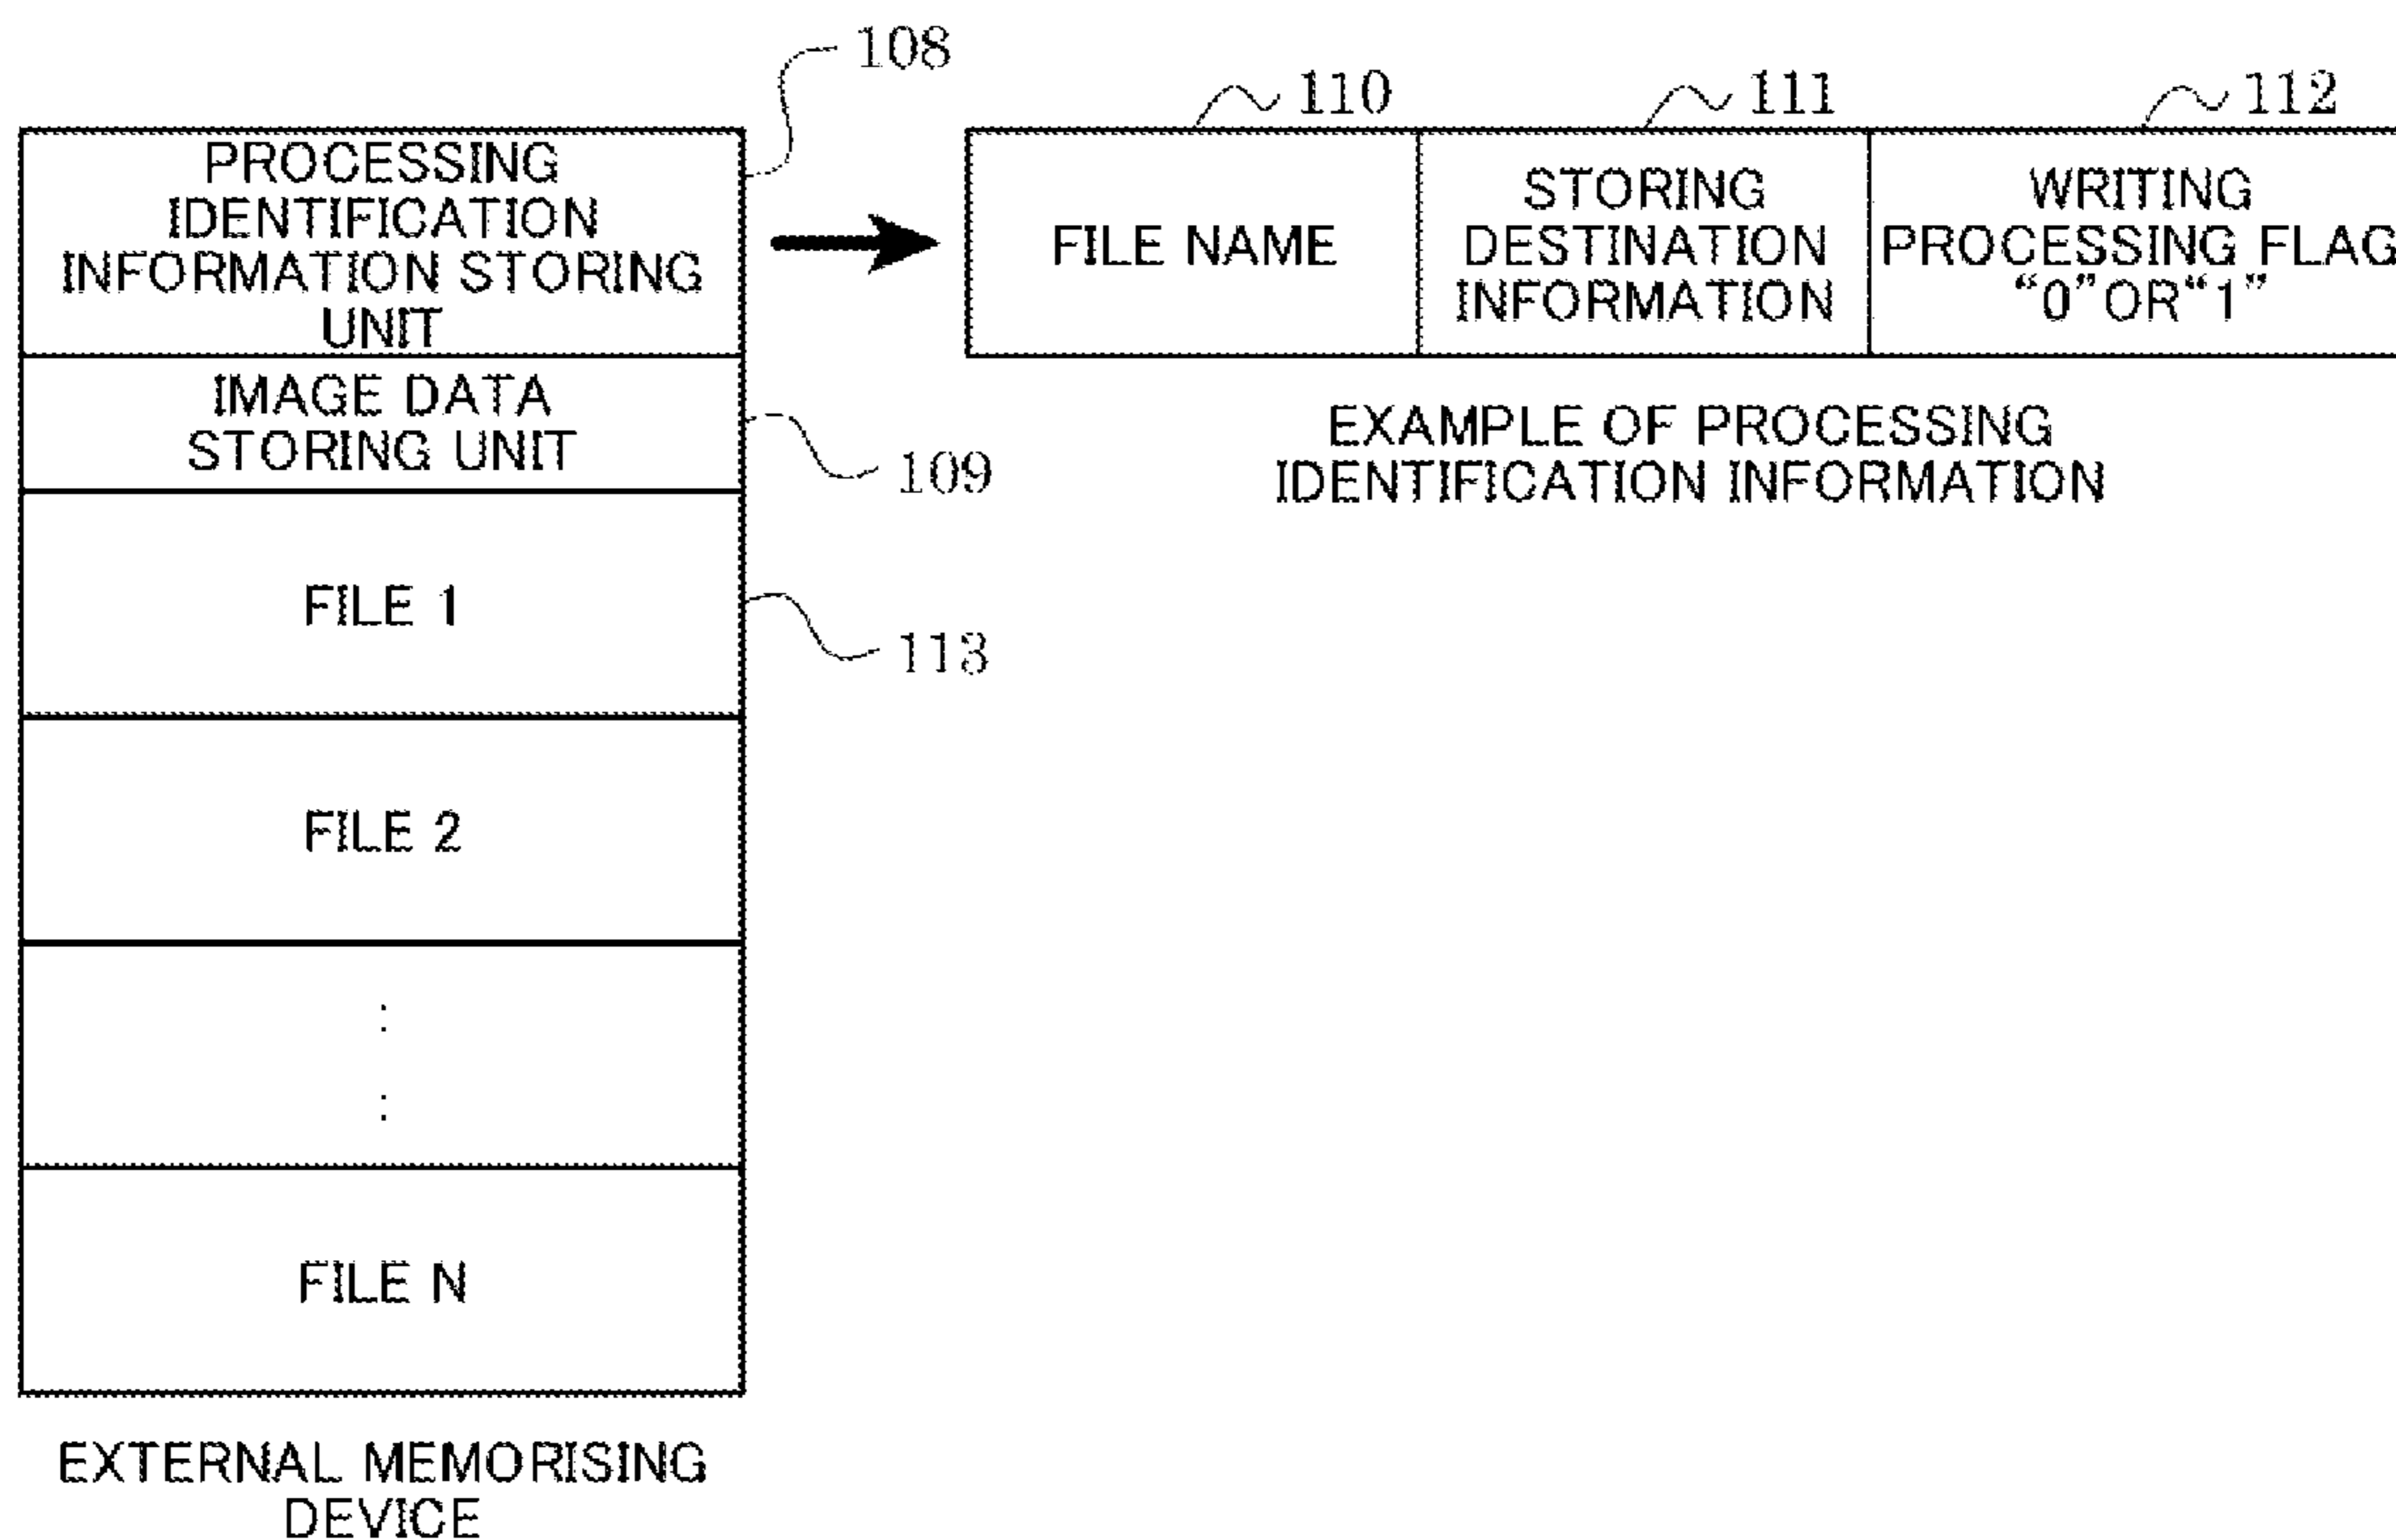 108
PROCESSING
IDENTIFICATION
INFORMATION STORING
UNIT
IMAGE DATA
STORING UNIT
109
FILE 1
113
FILE 2
:
:
FILE N
EXTERNAL MEMORISING
DEVICE
110
111
112
FILE NAME
STORING
DESTINATION
INFORMATION
WRITING
PROCESSING FLAG
“0”OR“1”
EXAMPLE OF PROCESSING
IDENTIFICATION INFORMATION